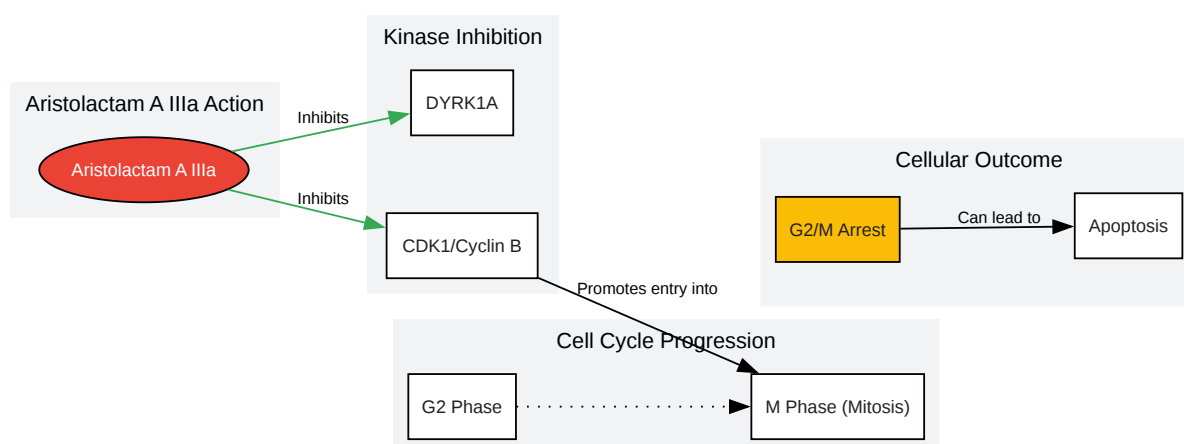 Kinase Inhibition
DYRK1A
Aristolactam A IIIa Action
Inhibits
Aristolactam A IIIa
Inhibits
CDK1/Cyclin B
Cellular Outcome
G2/M Arrest
Can lead to
Apoptosis
Promotes entry into
Cell Cycle Progression
G2 Phase
M Phase (Mitosis)